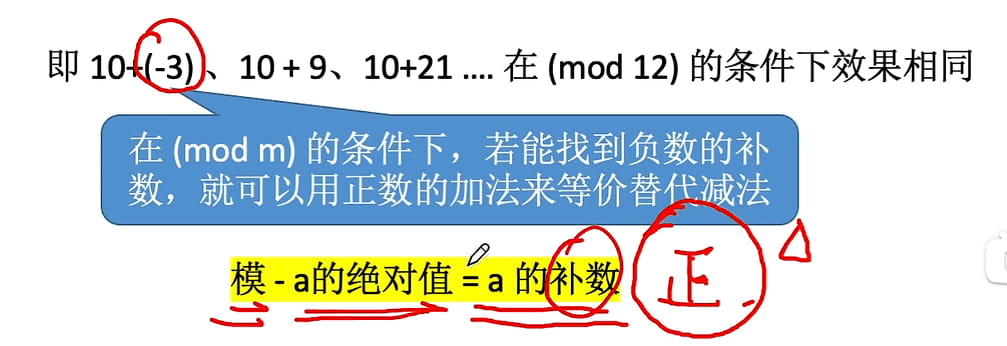 即 10+(-3)、10 + 9、10+21 .... 在 (mod 12) 的条件下效果相同
在 (mod m) 的条件下，若能找到负数的补
数，就可以用正数的加法来等价替代减法
模 - a的绝对值 = a 的补数
正